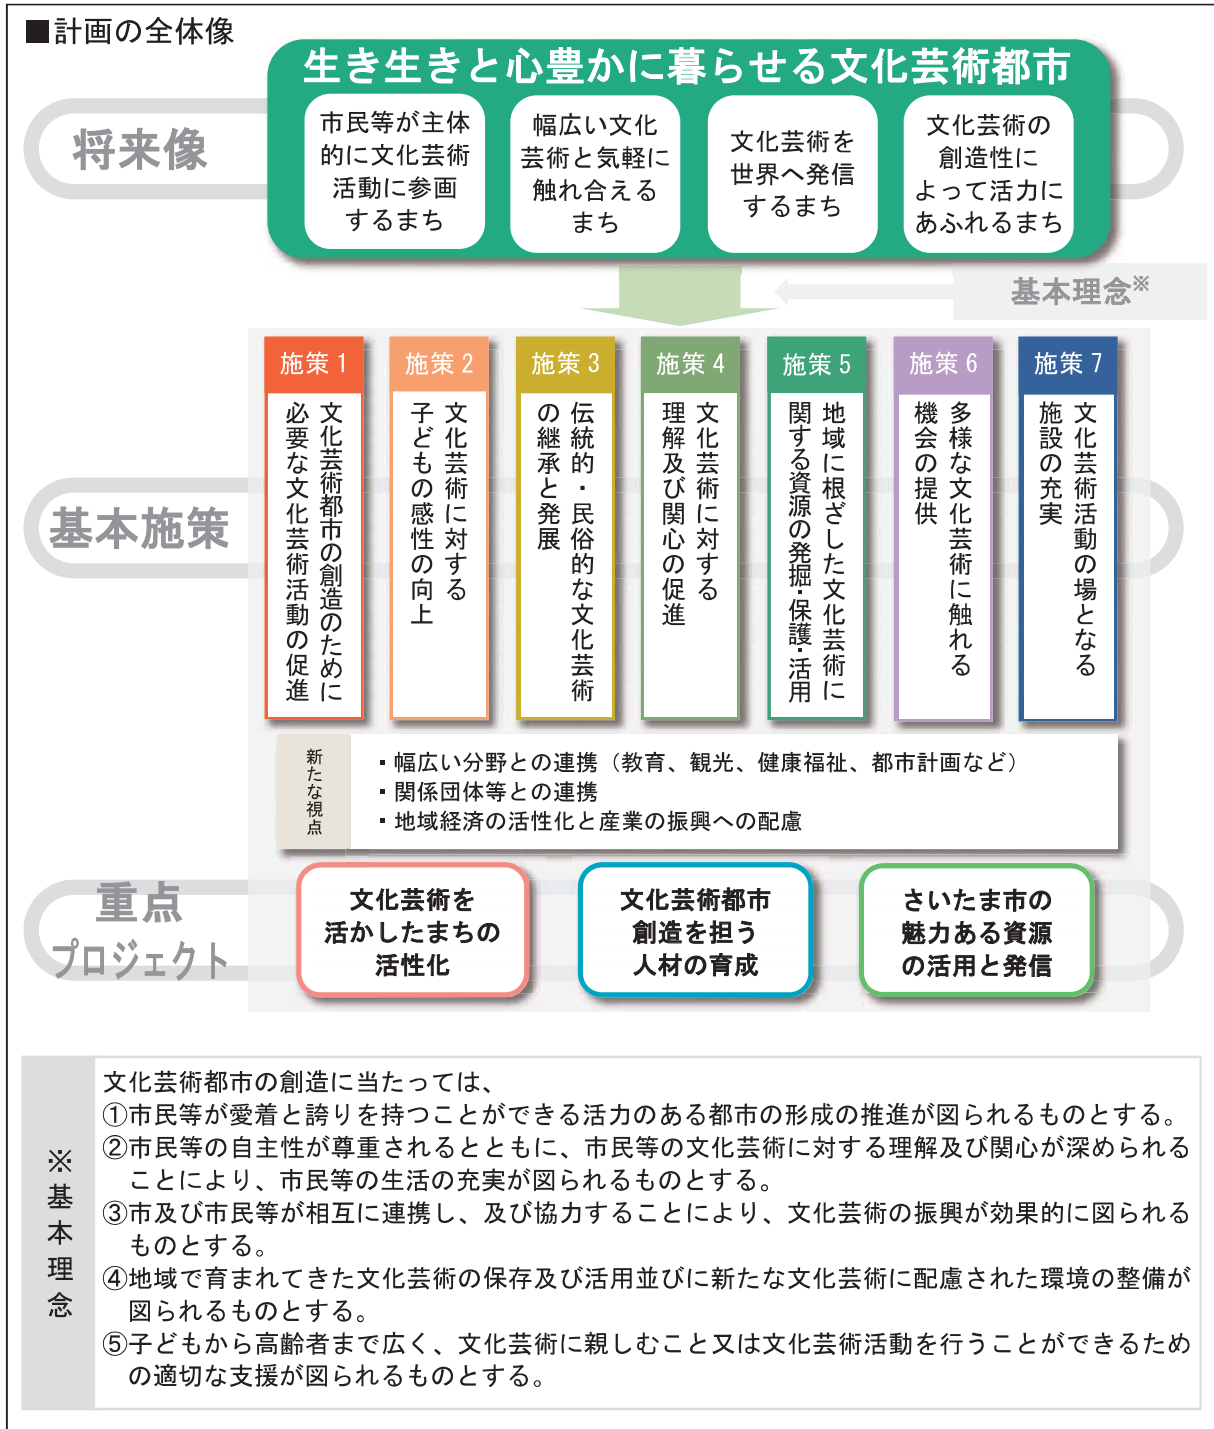 ■計画の全体像
生き生きと心豊かに暮らせる文化芸術都市
将来像
市民等が主体
的に文化芸術
活動に参画
するまち
幅広い文化
芸術と気軽に
触れ合える
まち
文化芸術を
世界へ発信
するまち
文化芸術の
創造性に
よって活力に
あふれるまち
基本理念※
基本施策
施策1
文化芸術都市の創造のために
必要な文化芸術活動の促進
施策2
文化芸術に対する
子どもの感性の向上
施策3
伝統的・民俗的な文化芸術
の継承と発展
施策4
文化芸術に対する
理解及び関心の促進
施策5
地域に根ざした文化芸術に
関する資源の発掘・保護・活用
施策6
多様な文化芸術に触れる
機会の提供
施策7
文化芸術活動の場となる
施設の充実
新たな視点
・幅広い分野との連携（教育、観光、健康福祉、都市計画など）
・関係団体等との連携
・地域経済の活性化と産業の振興への配慮
重点
プロジェクト
文化芸術を
活かしたまちの
活性化
文化芸術都市
創造を担う
人材の育成
さいたま市の
魅力ある資源
の活用と発信
※基本理念
文化芸術都市の創造に当たっては、
①市民等が愛着と誇りを持つことができる活力のある都市の形成の推進が図られるものとする。
②市民等の自主性が尊重されるとともに、市民等の文化芸術に対する理解及び関心が深められる
ことにより、市民等の生活の充実が図られるものとする。
③市及び市民等が相互に連携し、及び協力することにより、文化芸術の振興が効果的に図られる
ものとする。
④地域で育まれてきた文化芸術の保存及び活用並びに新たな文化芸術に配慮された環境の整備が
図られるものとする。
⑤子どもから高齢者まで広く、文化芸術に親しむこと又は文化芸術活動を行うことができるため
の適切な支援が図られるものとする。